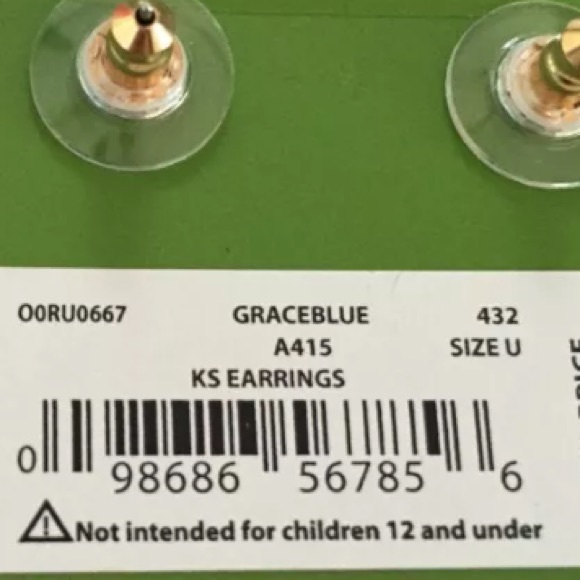 O0RU0667 GRACEBLUE 432
A415 SIZE U
KS EARRINGS
0 98686 56785 6
Not intended for children 12 and under